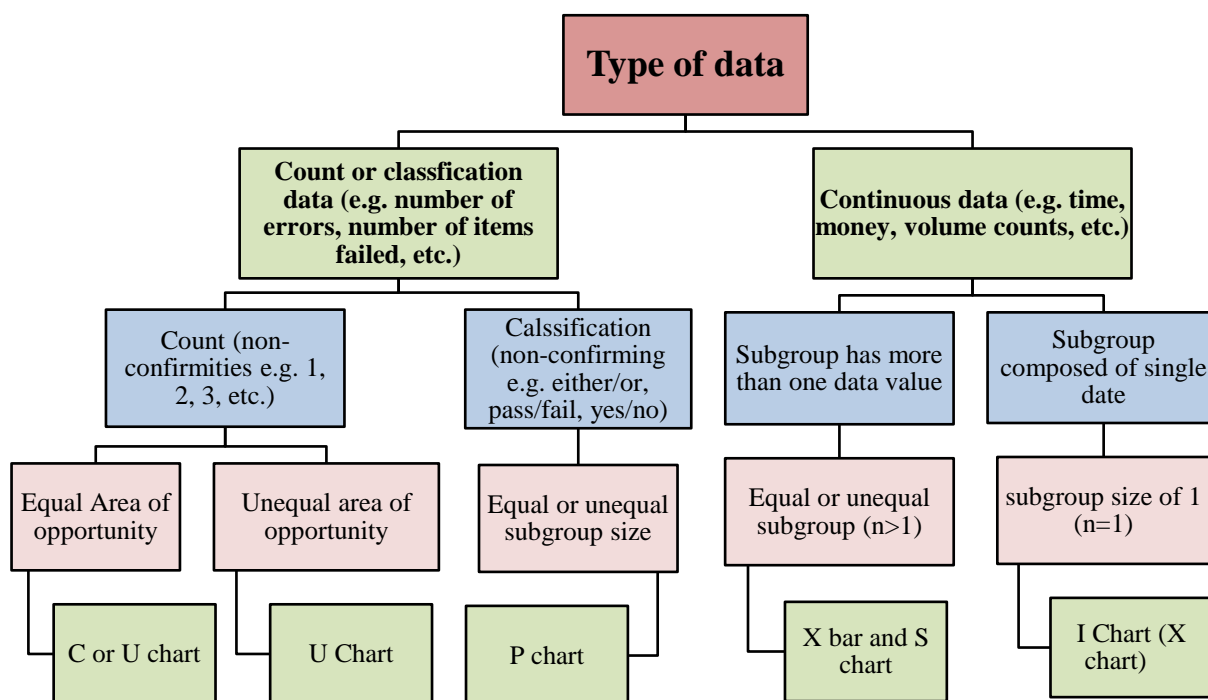 Type of data
Count or classfication
data (e.g. number of
errors, number of items
failed, etc.)
Continuous data (e.g. time,
money, volume counts, etc.)
Count (non-
confirmities e.g. 1,
2, 3, etc.)
Calssification
(non-confirming
e.g. either/or,
pass/fail, yes/no)
Subgroup has more
than one data value
Subgroup
composed of single
date
Equal Area of
opportunity
Unequal area of
opportunity
Equal or unequal
subgroup size
Equal or unequal
subgroup (n>1)
subgroup size of 1
(n=1)
C or U chart
U Chart
P chart
X bar and S
chart
I Chart (X
chart)